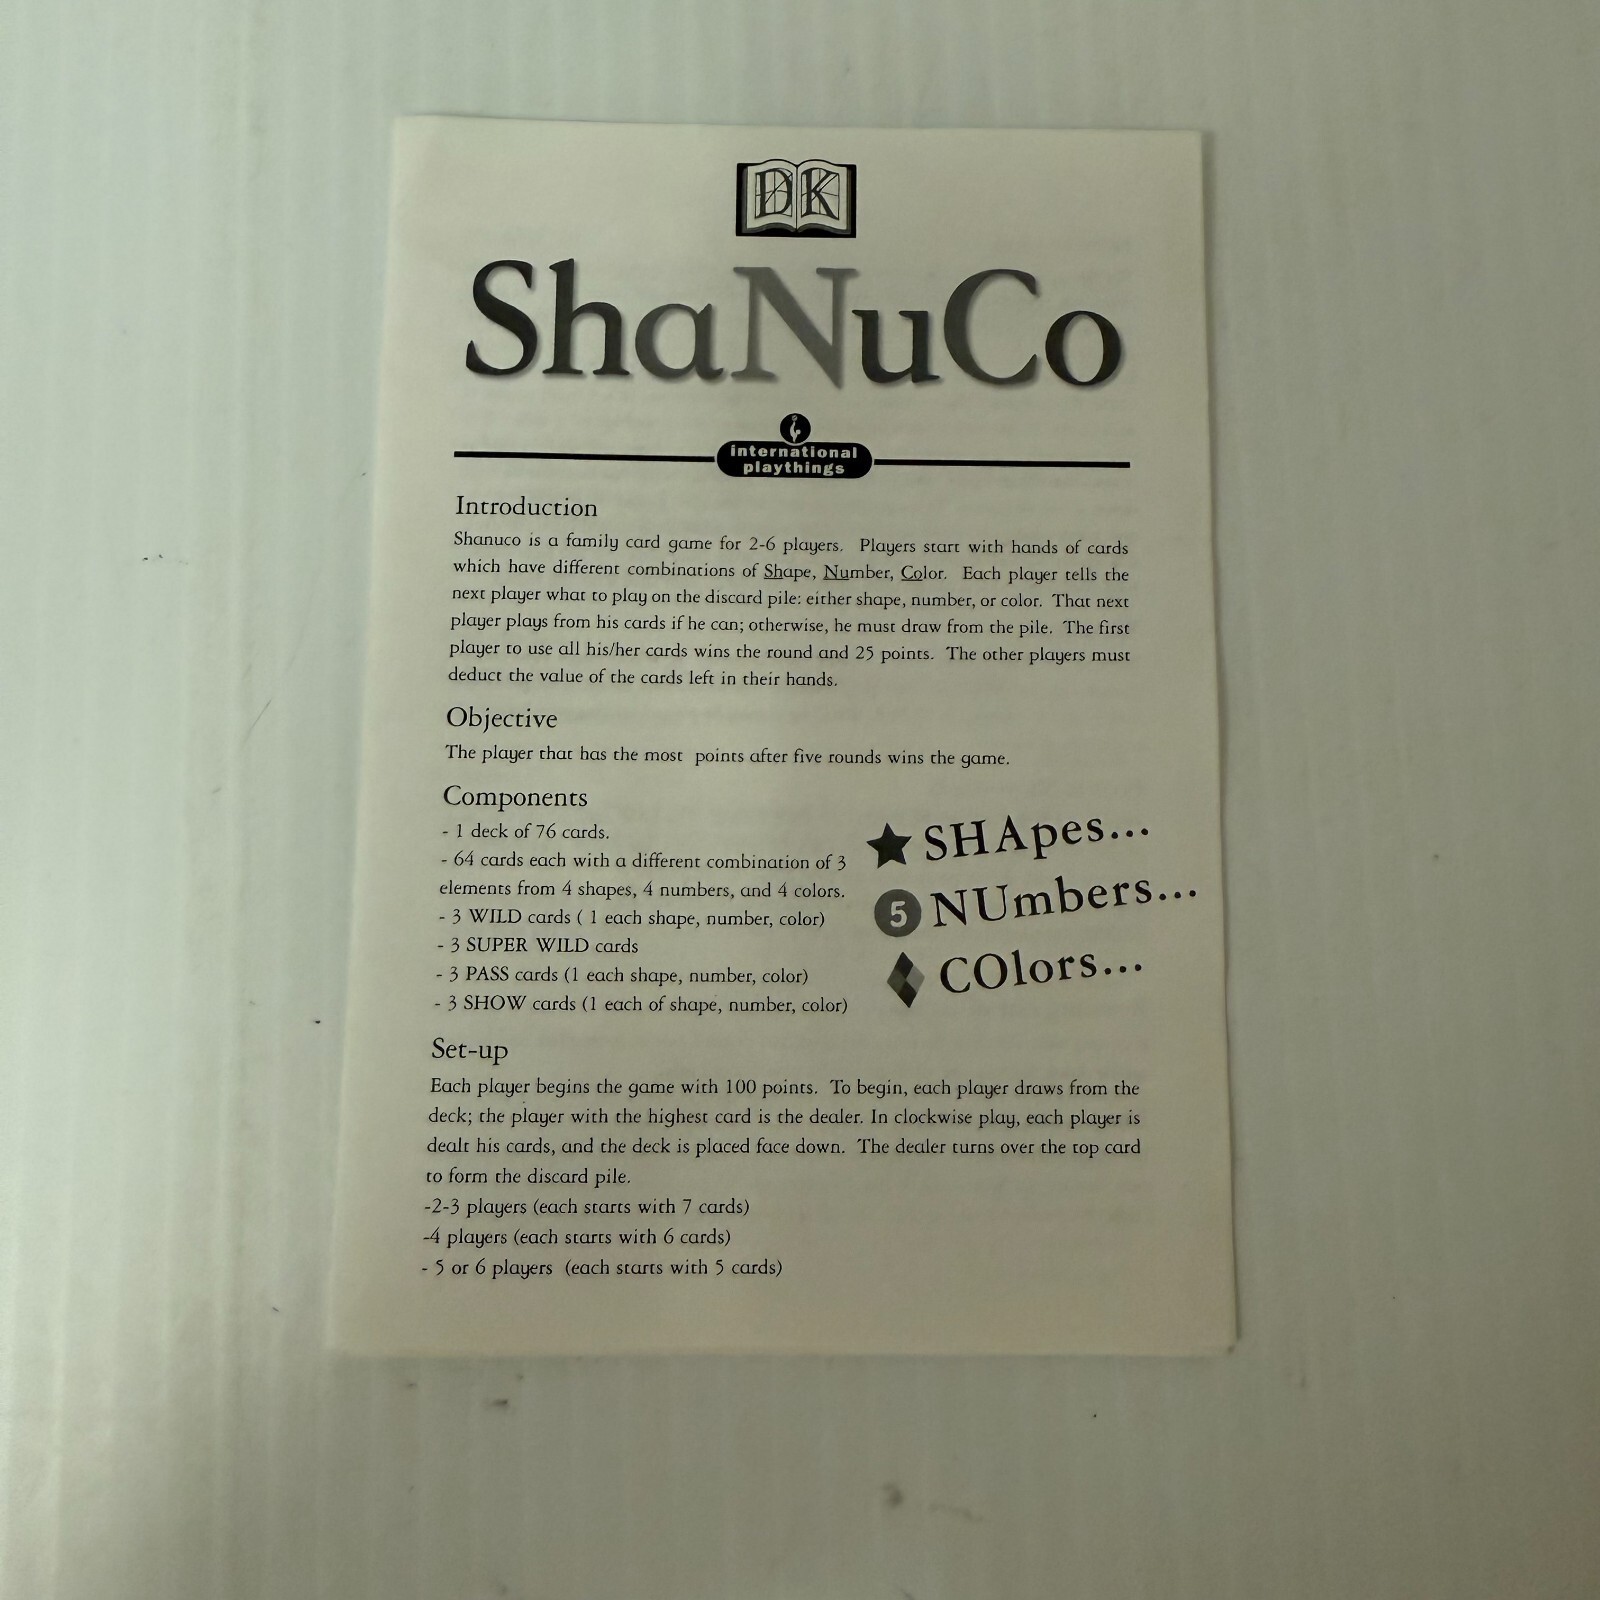 DK
ShaNuCo
international
playthings
Introduction
Shanuco is a family card game for 2-6 players. Players start with hands of cards
which have different combinations of Shape, Number, Color. Each player tells the
next player what to play on the discard pile: either shape, number, or color. That next
player plays from his cards if he can; otherwise, he must draw from the pile. The first
player to use all his/her cards wins the round and 25 points. The other players must
deduct the value of the cards left in their hands.
Objective
The player that has the most points after five rounds wins the game.
Components
- 1 deck of 76 cards.
- 64 cards each with a different combination of 3
elements from 4 shapes, 4 numbers, and 4 colors.
- 3 WILD cards ( 1 each shape, number, color)
- 3 SUPER WILD cards
- 3 PASS cards (1 each shape, number, color)
- 3 SHOW cards (1 each of shape, number, color)
SHApes...
5 NUmbers...
COlors...
Set-up
Each player begins the game with 100 points. To begin, each player draws from the
deck; the player with the highest card is the dealer. In clockwise play, each player is
dealt his cards, and the deck is placed face down. The dealer turns over the top card
to form the discard pile.
-2-3 players (each starts with 7 cards)
-4 players (each starts with 6 cards)
- 5 or 6 players (each starts with 5 cards)